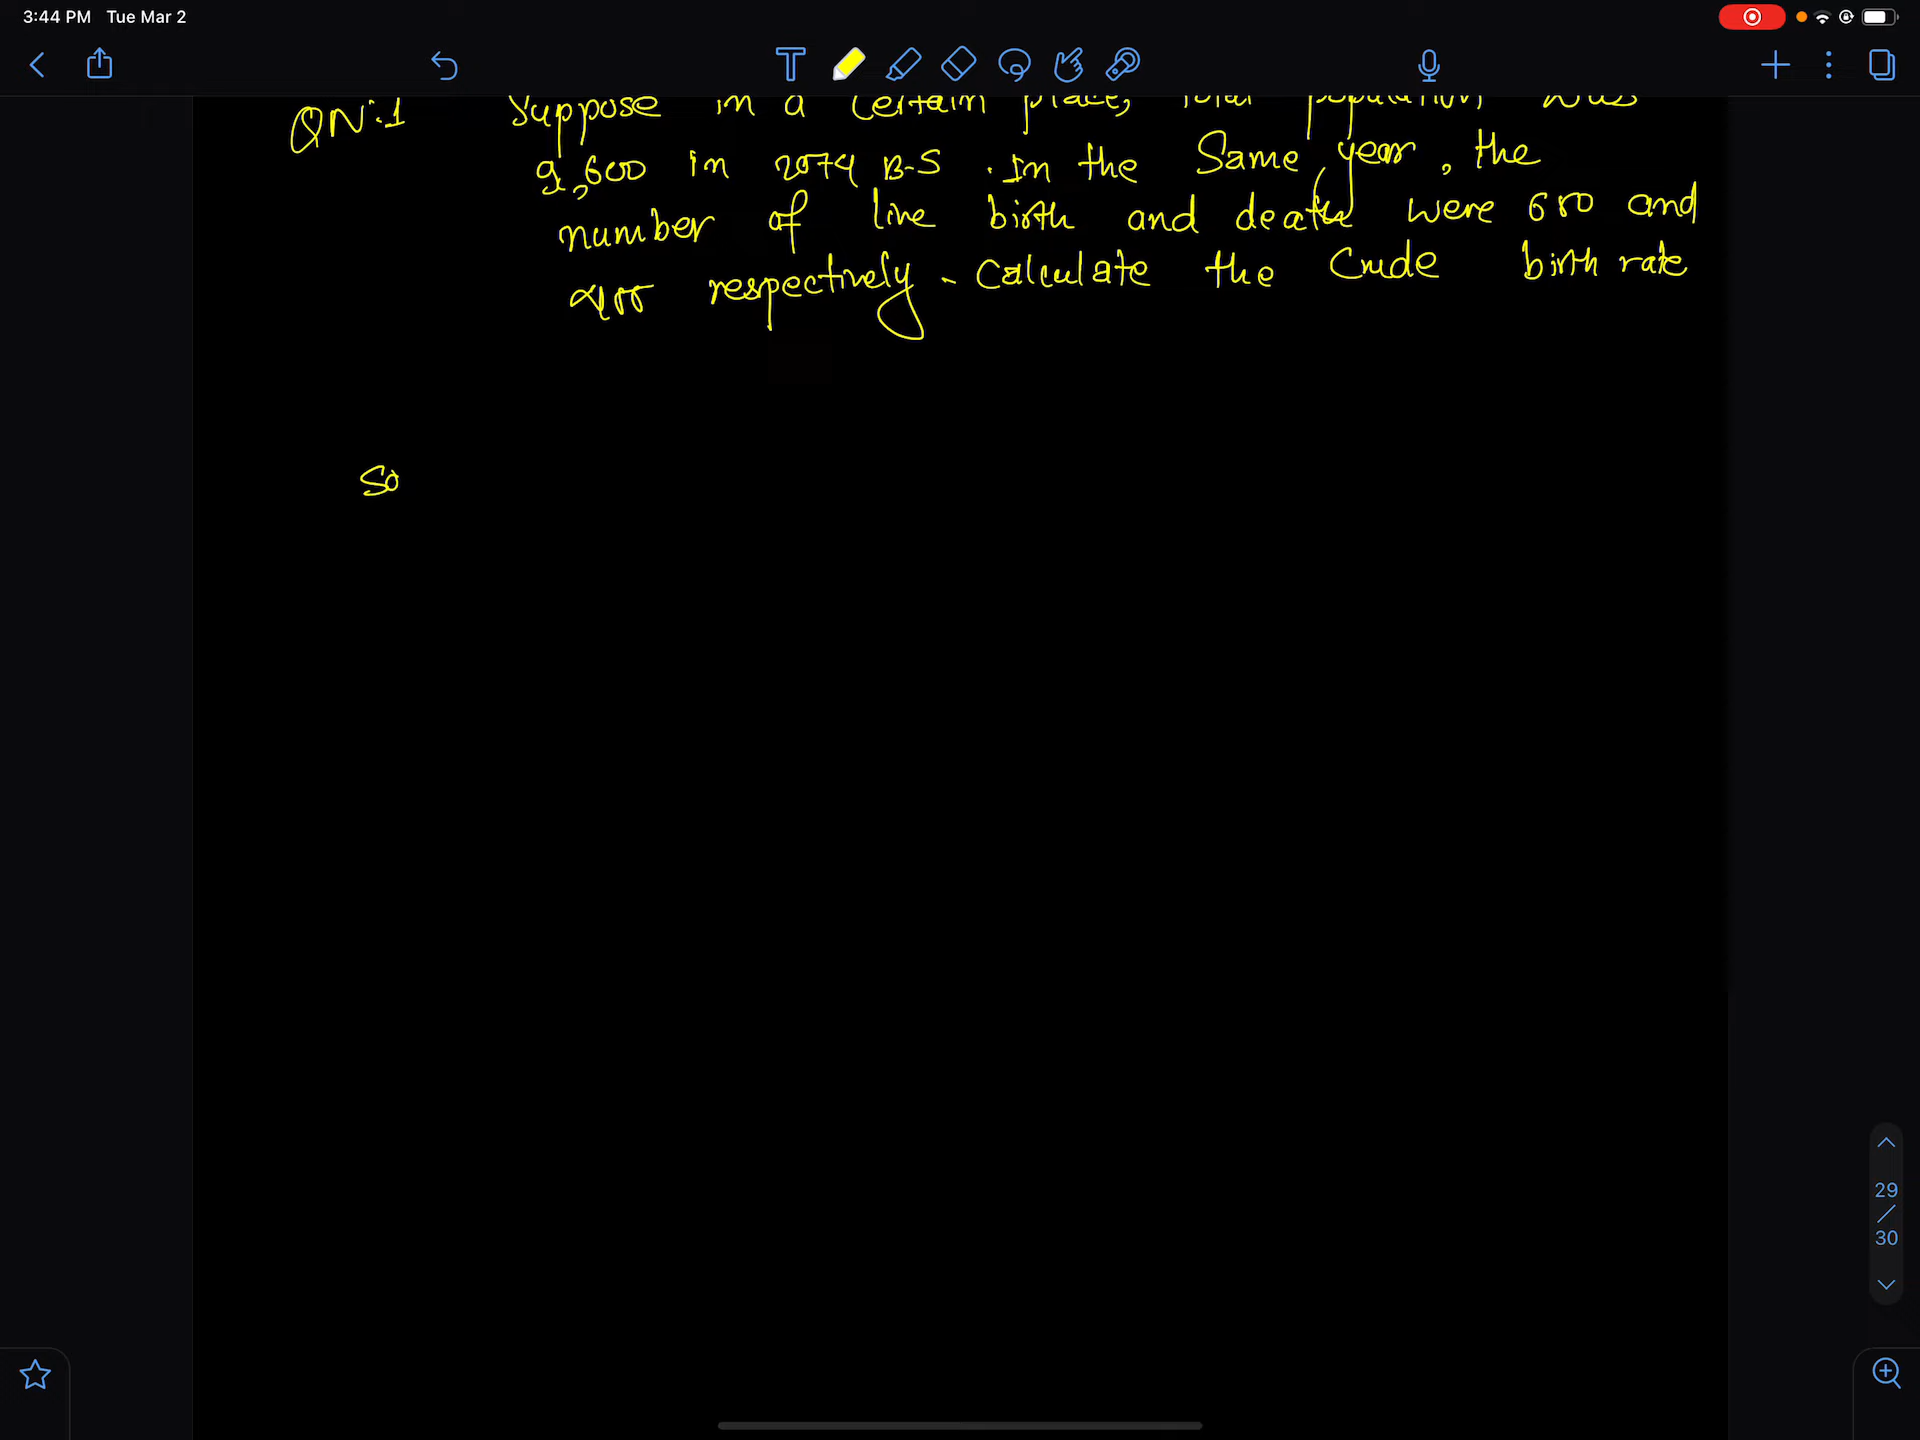 3:44 PM Tue Mar 2
QN:1 Suppose in a certain place, total population was
9,600 in 2074 B.S. In the Same year, the
number of live birth and death were 600 and
400 respectively. Calculate the Crude birth rate
So
29
/
30